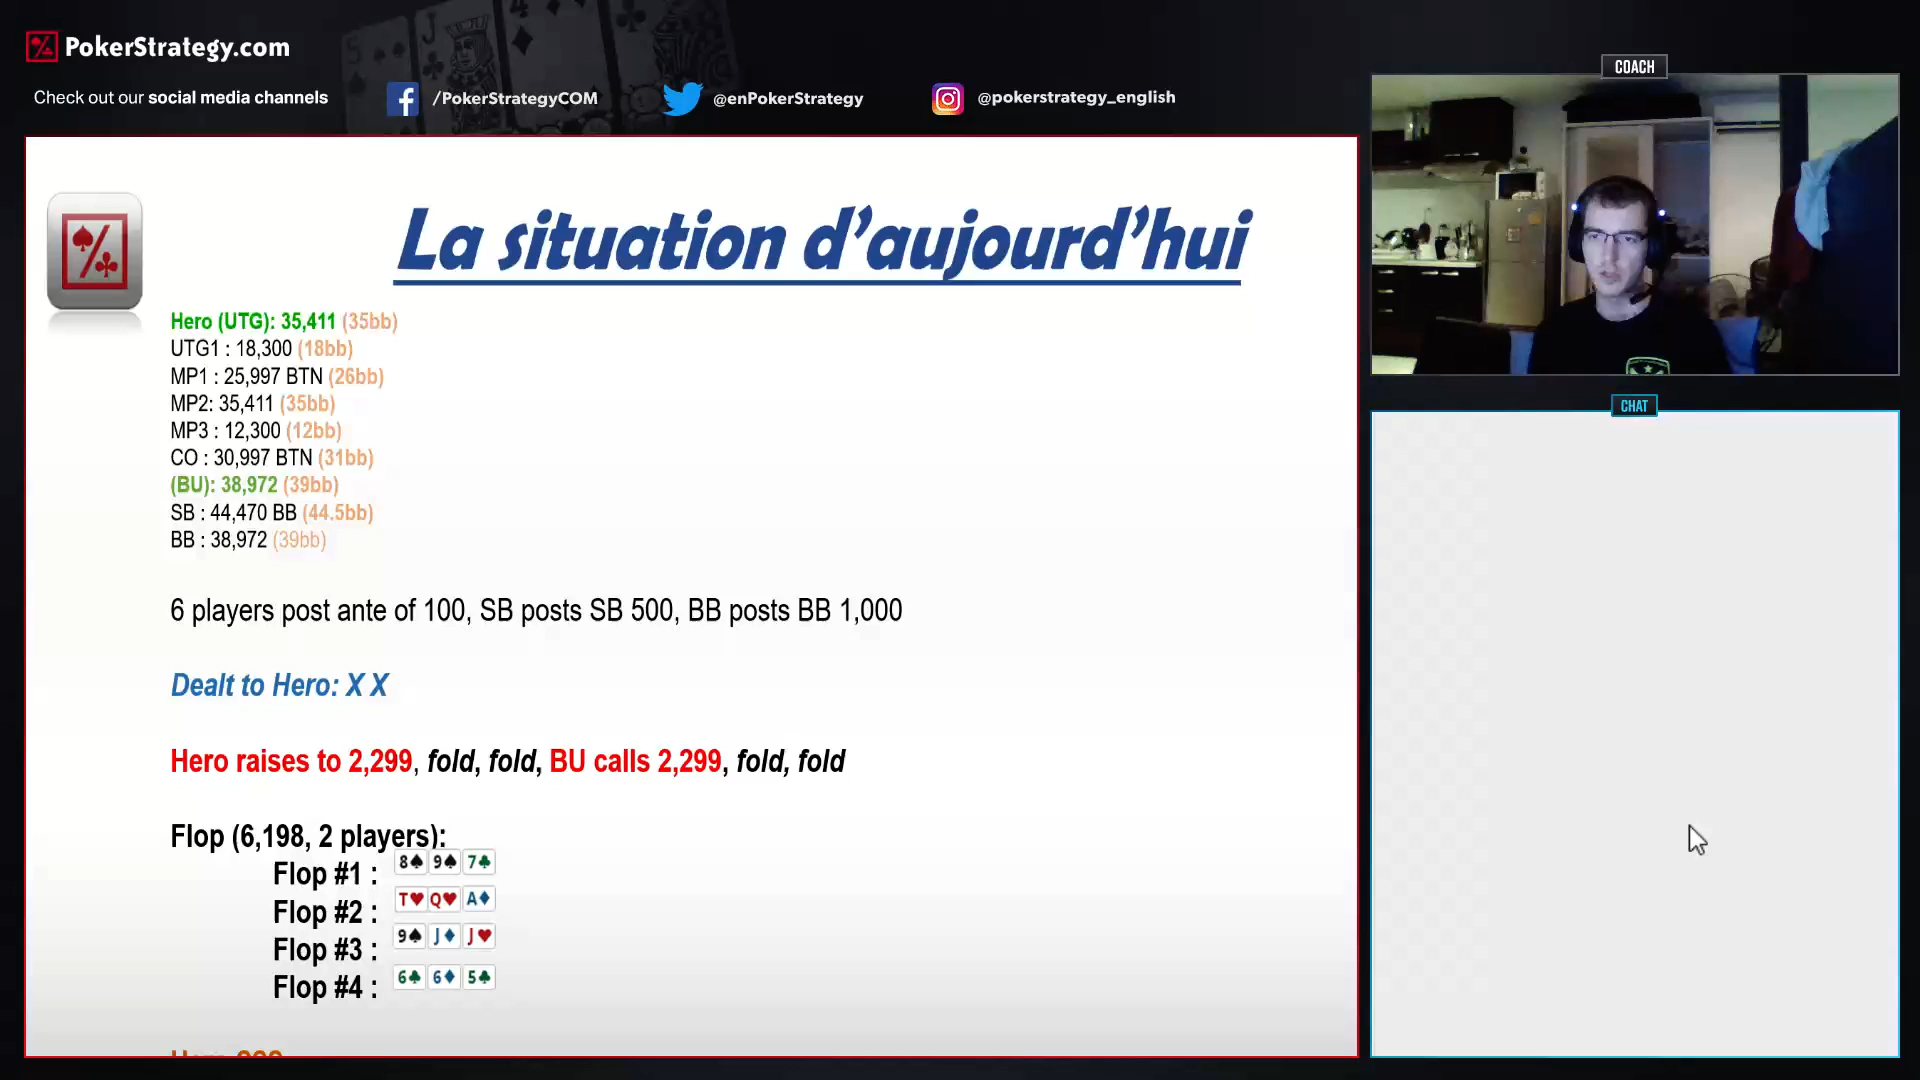 PokerStrategy.com
Check out our social media channels
/PokerStrategyCOM
@enPokerStrategy
@pokerstrategy_english
COACH
CHAT
La situation d'aujourd'hui
Hero (UTG): 35,411 (35bb)
UTG1 : 18,300 (18bb)
MP1 : 25,997 BTN (26bb)
MP2: 35,411 (35bb)
MP3 : 12,300 (12bb)
CO : 30,997 BTN (31bb)
(BU): 38,972 (39bb)
SB : 44,470 BB (44.5bb)
BB : 38,972 (39bb)
6 players post ante of 100, SB posts SB 500, BB posts BB 1,000
Dealt to Hero: X X
Hero raises to 2,299, fold, fold, BU calls 2,299, fold, fold
Flop (6,198, 2 players):
Flop #1 : 8♠ 9♠ 7♣
Flop #2 : T♥ Q♥ A♦
Flop #3 : 9♠ J♦ J♥
Flop #4 : 6♣ 6♦ 5♣